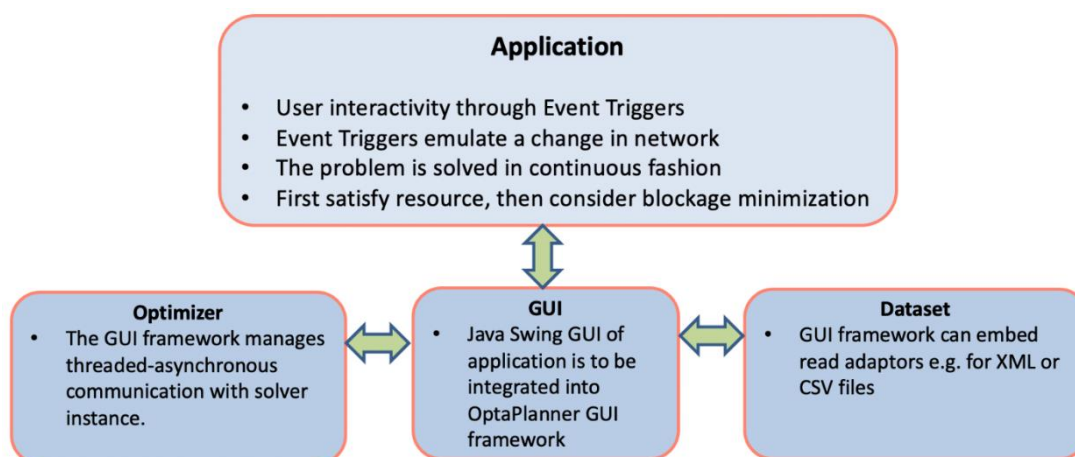 Application
• User interactivity through Event Triggers
• Event Triggers emulate a change in network
• The problem is solved in continuous fashion
• First satisfy resource, then consider blockage minimization
Optimizer
• The GUI framework manages
threaded-asynchronous
communication with solver
instance.
GUI
• Java Swing GUI of
application is to be
integrated into
OptaPlanner GUI
framework
Dataset
• GUI framework can embed
read adaptors e.g. for XML or
CSV files